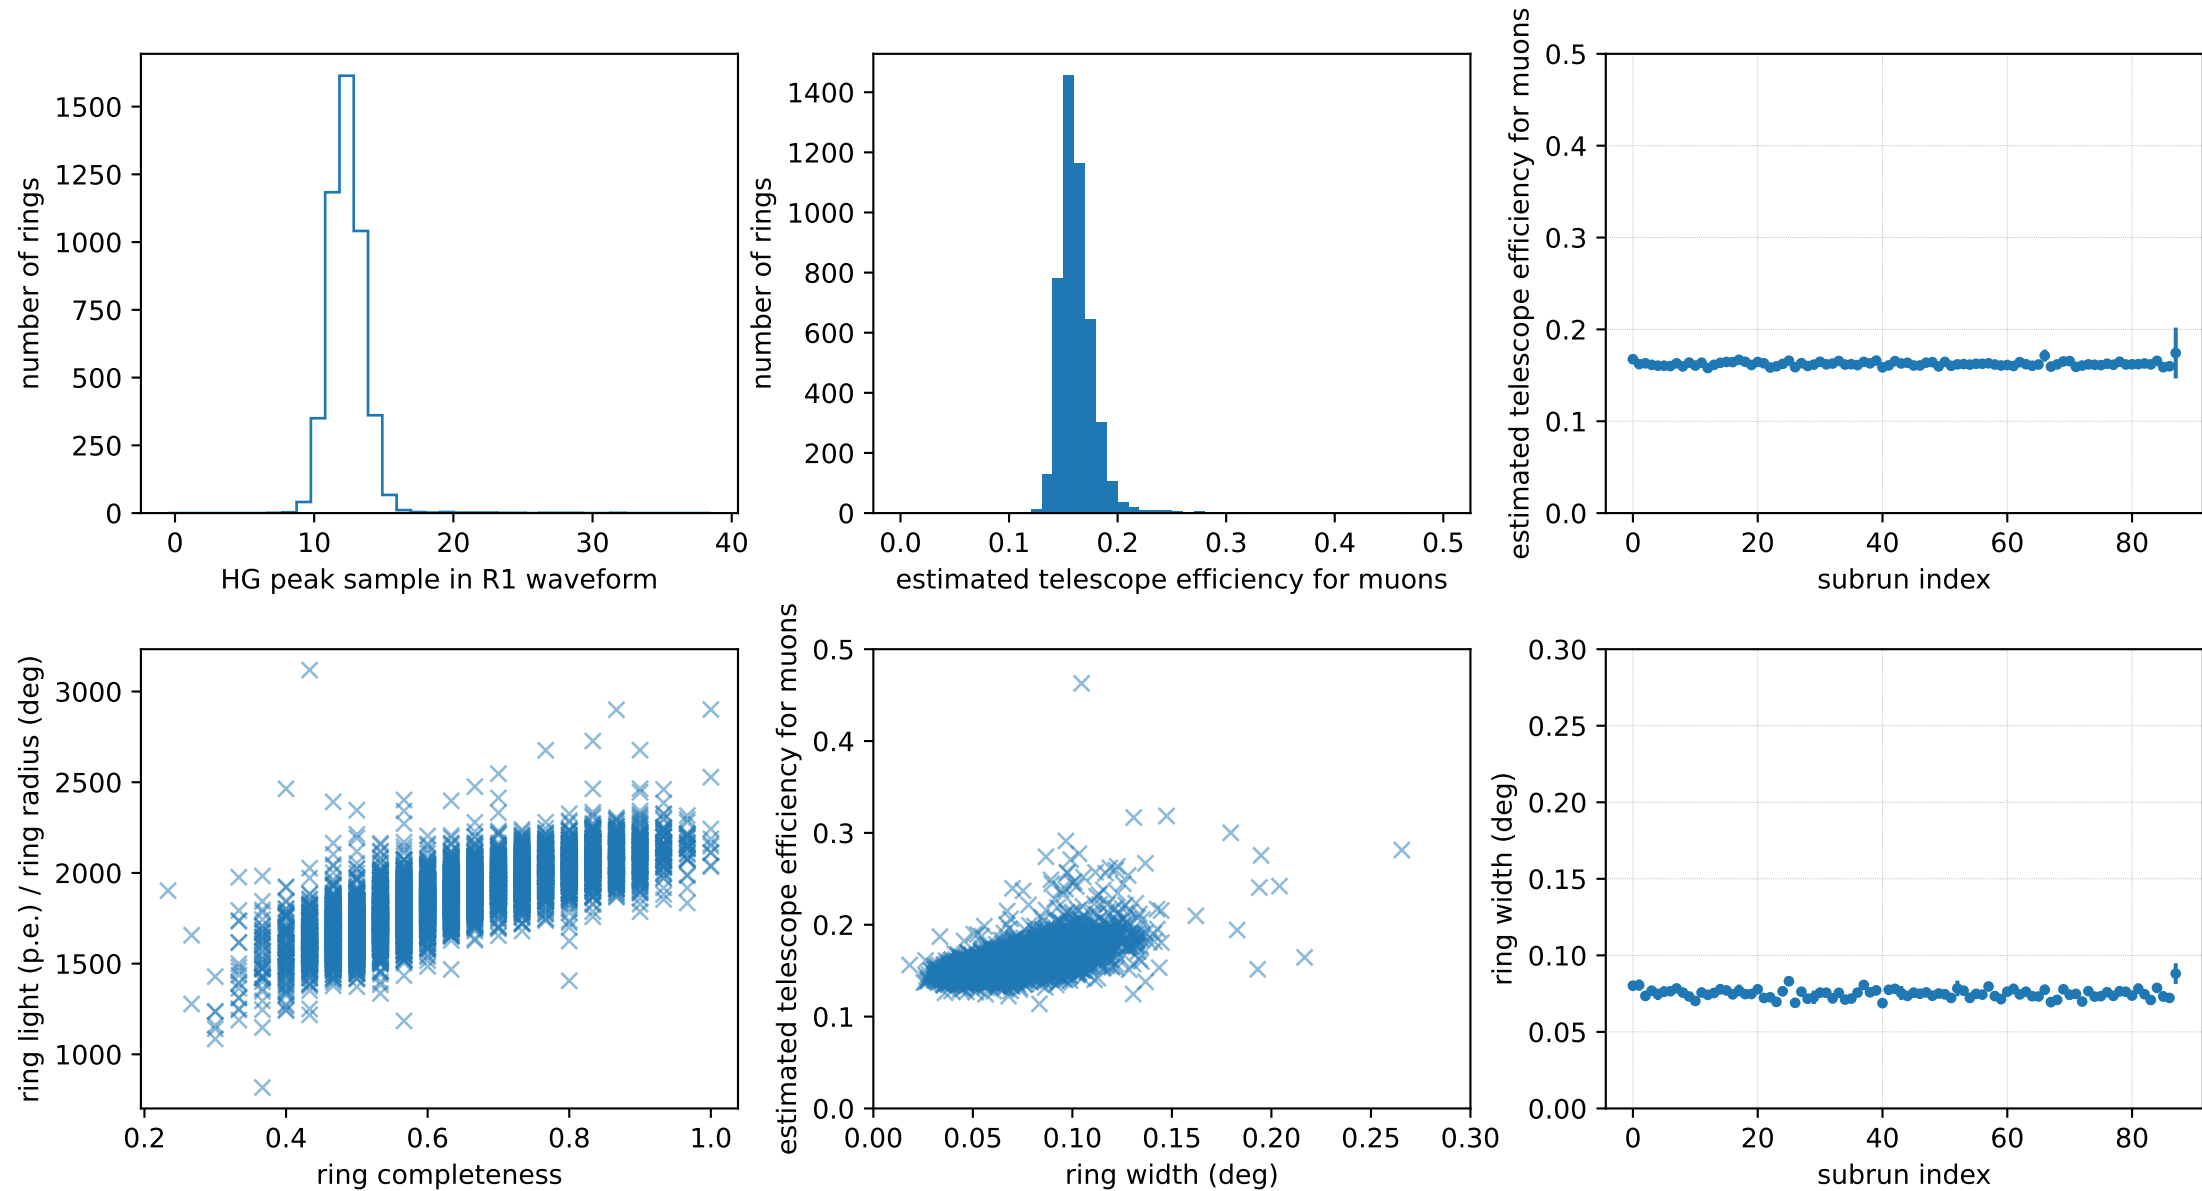 number of rings
1500
1250
1000
750
500
250
0
0 10 20 30 40
HG peak sample in R1 waveform
number of rings
1400
1200
1000
800
600
400
200
0
0.0 0.1 0.2 0.3 0.4 0.5
estimated telescope efficiency for muons
estimated telescope efficiency for muons
0.5
0.4
0.3
0.2
0.1
0.0
0 20 40 60 80
subrun index
ring light (p.e.) / ring radius (deg)
3000
2500
2000
1500
1000
0.2 0.4 0.6 0.8 1.0
ring completeness
estimated telescope efficiency for muons
0.5
0.4
0.3
0.2
0.1
0.0
0.00 0.05 0.10 0.15 0.20 0.25 0.30
ring width (deg)
ring width (deg)
0.30
0.25
0.20
0.15
0.10
0.05
0.00
0 20 40 60 80
subrun index